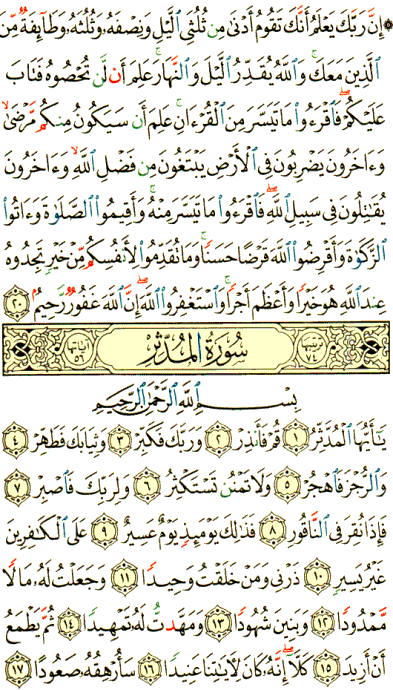 ۞ إِنَّ رَبَّكَ يَعْلَمُ أَنَّكَ تَقُومُ أَدْنَىٰ مِن ثُلُثَىِ ٱلَّيْلِ وَنِصْفَهُۥ وَثُلُثَهُۥ وَطَآئِفَةٌ مِّنَ
ٱلَّذِينَ مَعَكَ ۚ وَٱللَّهُ يُقَدِّرُ ٱلَّيْلَ وَٱلنَّهَارَ ۚ عَلِمَ أَن لَّن تُحْصُوهُ فَتَابَ
عَلَيْكُمْ ۖ فَٱقْرَءُوا۟ مَا تَيَسَّرَ مِنَ ٱلْقُرْءَانِ ۚ عَلِمَ أَن سَيَكُونُ مِنكُم مَّرْضَىٰ ۙ
وَءَاخَرُونَ يَضْرِبُونَ فِى ٱلْأَرْضِ يَبْتَغُونَ مِن فَضْلِ ٱللَّهِ ۙ وَءَاخَرُونَ
يُقَٰتِلُونَ فِى سَبِيلِ ٱللَّهِ ۖ فَٱقْرَءُوا۟ مَا تَيَسَّرَ مِنْهُ ۚ وَأَقِيمُوا۟ ٱلصَّلَوٰةَ وَءَاتُوا۟
ٱلزَّكَوٰةَ وَأَقْرِضُوا۟ ٱللَّهَ قَرْضًا حَسَنًا ۚ وَمَا تُقَدِّمُوا۟ لِأَنفُسِكُم مِّنْ خَيْرٍ تَجِدُوهُ
عِندَ ٱللَّهِ هُوَ خَيْرًا وَأَعْظَمَ أَجْرًا ۚ وَٱسْتَغْفِرُوا۟ ٱللَّهَ ۖ إِنَّ ٱللَّهَ غَفُورٌ رَّحِيمٌۢ ٢٠
ترتيبها ٧٤ سُورَةُ المُدَّثِّرِ آياتها ٥٦
بِسْمِ ٱللَّهِ ٱلرَّحْمَٰنِ ٱلرَّحِيمِ
يَٰٓأَيُّهَا ٱلْمُدَّثِّرُ ١ قُمْ فَأَنذِرْ ٢ وَرَبَّكَ فَكَبِّرْ ٣ وَثِيَابَكَ فَطَهِّرْ ٤
وَٱلرُّجْزَ فَٱهْجُرْ ٥ وَلَا تَمْنُن تَسْتَكْثِرُ ٦ وَلِرَبِّكَ فَٱصْبِرْ ٧
فَإِذَا نُقِرَ فِى ٱلنَّاقُورِ ٨ فَذَٰلِكَ يَوْمَئِذٍ يَوْمٌ عَسِيرٌ ٩ عَلَى ٱلْكَٰفِرِينَ
غَيْرُ يَسِيرٍ ١٠ ذَرْنِى وَمَنْ خَلَقْتُ وَحِيدًا ١١ وَجَعَلْتُ لَهُۥ مَالًا
مَّمْدُودًا ١٢ وَبَنِينَ شُهُودًا ١٣ وَمَهَّدتُّ لَهُۥ تَمْهِيدًا ١٤ ثُمَّ يَطْمَعُ
أَنْ أَزِيدَ ١٥ كَلَّآ ۖ إِنَّهُۥ كَانَ لِءَايَٰتِنَا عَنِيدًا ١٦ سَأُرْهِقُهُۥ صَعُودًا ١٧